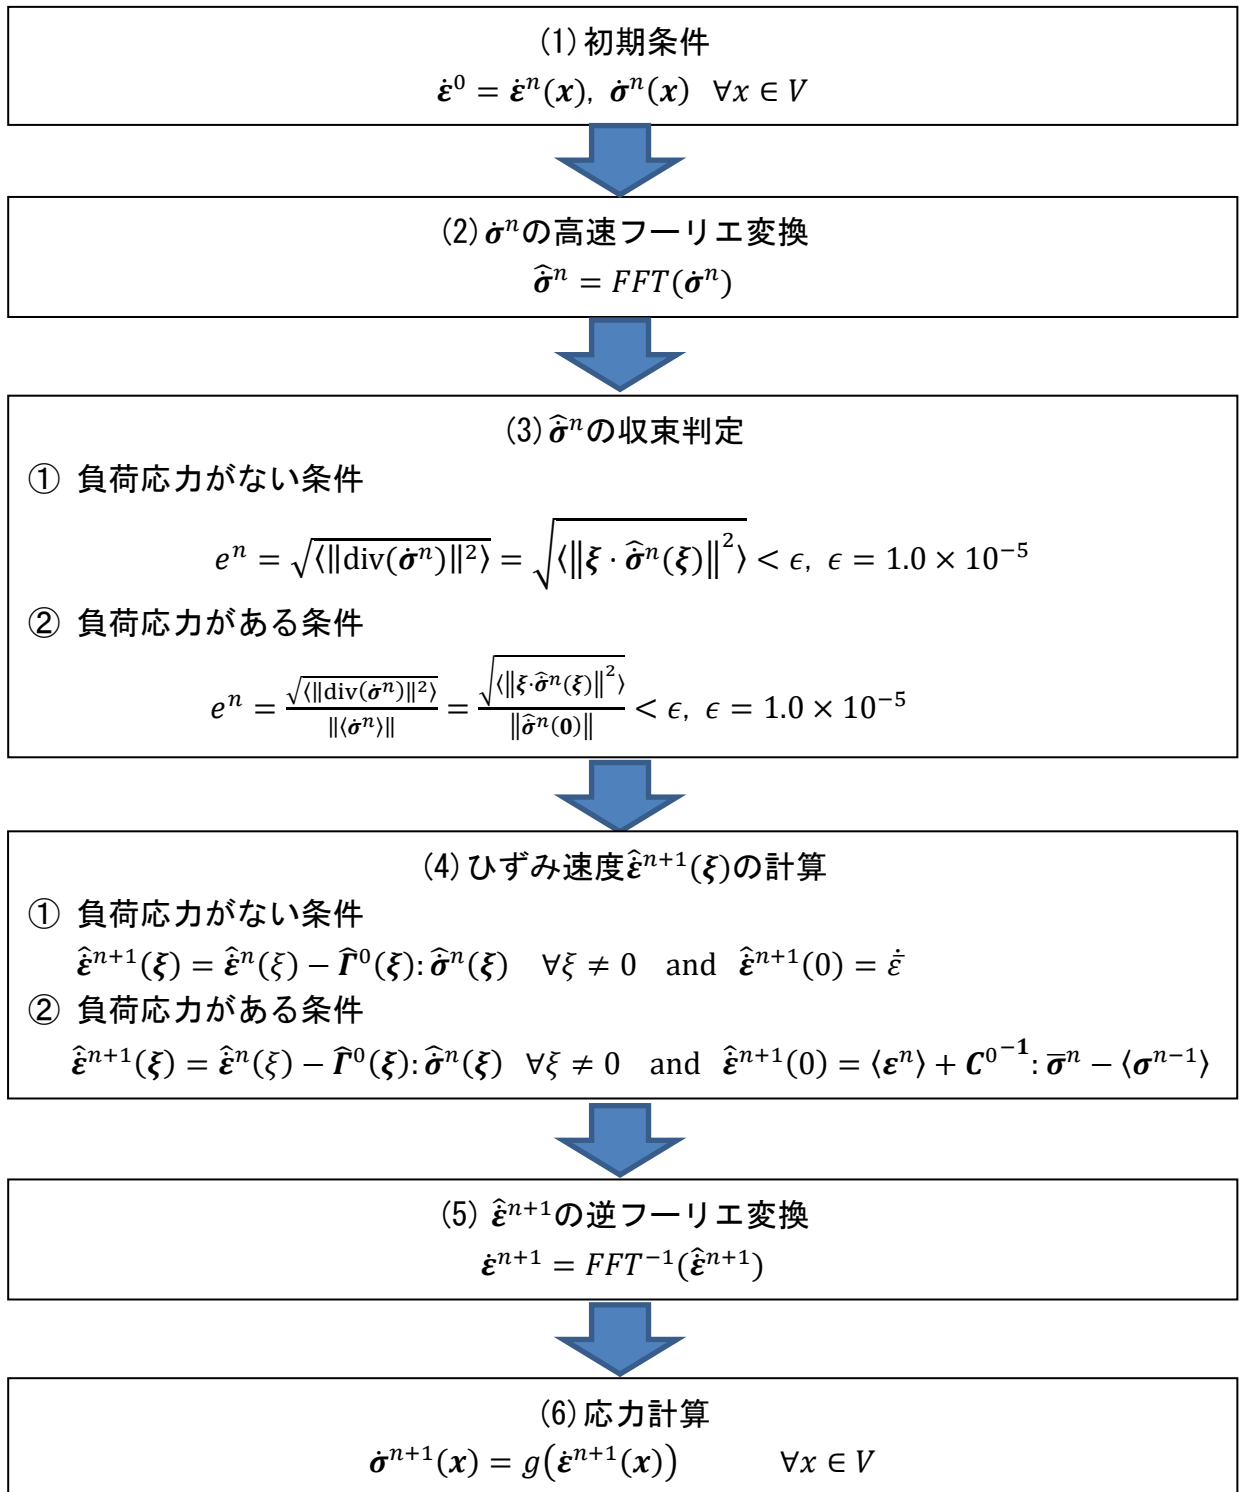 (1)初期条件
𝜺̇⁰ = 𝜺̇ⁿ(𝒙), 𝝈̇ⁿ(𝒙) ∀x ∈ V
(2)𝝈̇ⁿの高速フーリエ変換
𝝈̇̂ⁿ = FFT(𝝈̇ⁿ)
(3)𝝈̇̂ⁿの収束判定
① 負荷応力がない条件
eⁿ = √⟨‖div(𝝈̇ⁿ)‖²⟩ = √⟨‖𝝃 · 𝝈̇̂ⁿ(𝝃)‖²⟩ < ϵ, ϵ = 1.0 × 10⁻⁵
② 負荷応力がある条件
eⁿ = √⟨‖div(𝝈̇ⁿ)‖²⟩ / ‖⟨𝝈̇ⁿ⟩‖ = √⟨‖𝝃·𝝈̇̂ⁿ(𝝃)‖²⟩ / ‖𝝈̇̂ⁿ(𝟎)‖ < ϵ, ϵ = 1.0 × 10⁻⁵
(4)ひずみ速度𝜺̇̂ⁿ⁺¹(𝝃)の計算
① 負荷応力がない条件
𝜺̇̂ⁿ⁺¹(𝝃) = 𝜺̇̂ⁿ(ξ) − 𝜞̂⁰(𝝃): 𝝈̇̂ⁿ(𝝃) ∀ξ ≠ 0 and 𝜺̇̂ⁿ⁺¹(0) = ε̇̄
② 負荷応力がある条件
𝜺̇̂ⁿ⁺¹(𝝃) = 𝜺̇̂ⁿ(ξ) − 𝜞̂⁰(𝝃): 𝝈̇̂ⁿ(𝝃) ∀ξ ≠ 0 and 𝜺̇̂ⁿ⁺¹(0) = ⟨𝜺ⁿ⟩ + 𝑪⁰⁻¹: 𝝈̄ⁿ − ⟨𝝈ⁿ⁻¹⟩
(5) 𝜺̇̂ⁿ⁺¹の逆フーリエ変換
𝜺̇ⁿ⁺¹ = FFT⁻¹(𝜺̇̂ⁿ⁺¹)
(6)応力計算
𝝈̇ⁿ⁺¹(𝒙) = g(𝜺̇ⁿ⁺¹(𝒙)) ∀x ∈ V